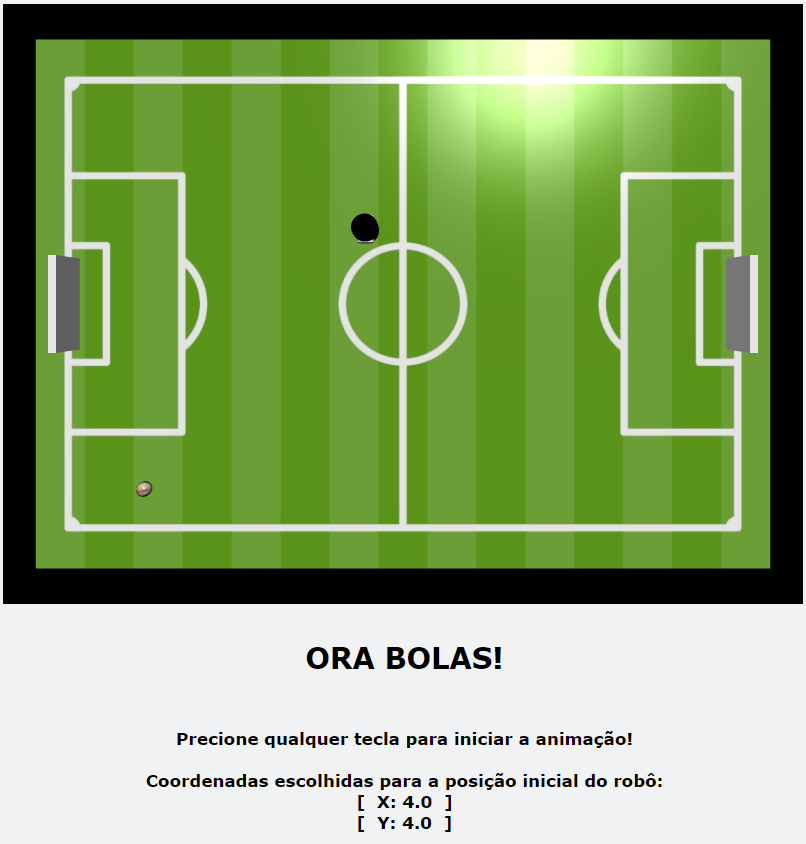 ORA BOLAS!
Precione qualquer tecla para iniciar a animação!
Coordenadas escolhidas para a posição inicial do robô:
[ X: 4.0 ]
[ Y: 4.0 ]